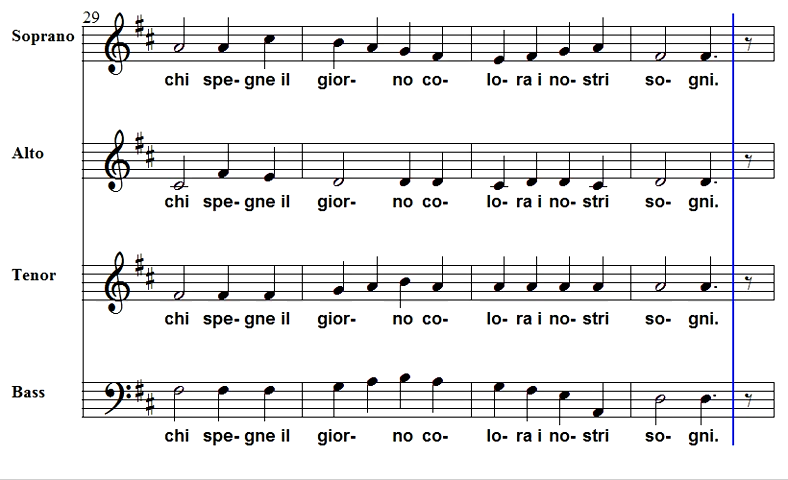 29
Soprano
chi spe- gne il gior- no co- lo- ra i no- stri so- gni.
Alto
chi spe- gne il gior- no co- lo- ra i no- stri so- gni.
Tenor
chi spe- gne il gior- no co- lo- ra i no- stri so- gni.
Bass
chi spe- gne il gior- no co- lo- ra i no- stri so- gni.